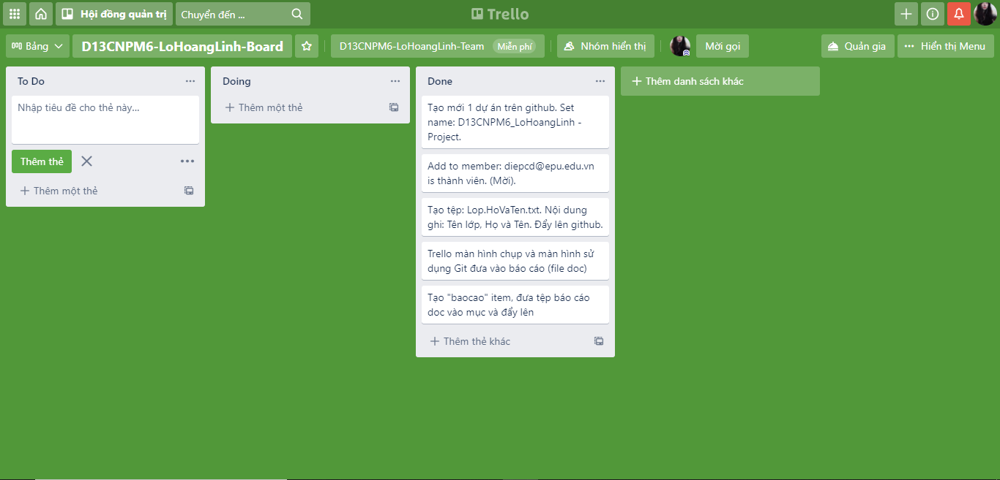 Hội đồng quản trị
Chuyển đến ...
Trello
Bảng
D13CNPM6-LoHoangLinh-Board
D13CNPM6-LoHoangLinh-Team
Miễn phí
Nhóm hiển thị
Mời gọi
Quản gia
Hiển thị Menu
To Do
Nhập tiêu đề cho thẻ này...
Thêm thẻ
Thêm một thẻ
Doing
Thêm một thẻ
Done
Tạo mới 1 dự án trên github. Set
name: D13CNPM6_LoHoangLinh -
Project.
Add to member: diepcd@epu.edu.vn
is thành viên. (Mời).
Tạo tệp: Lop.HoVaTen.txt. Nội dung
ghi: Tên lớp, Họ và Tên. Đẩy lên github.
Trello màn hình chụp và màn hình sử
dụng Git đưa vào báo cáo (file doc)
Tạo "baocao" item, đưa tệp báo cáo
doc vào mục và đẩy lên
Thêm thẻ khác
Thêm danh sách khác